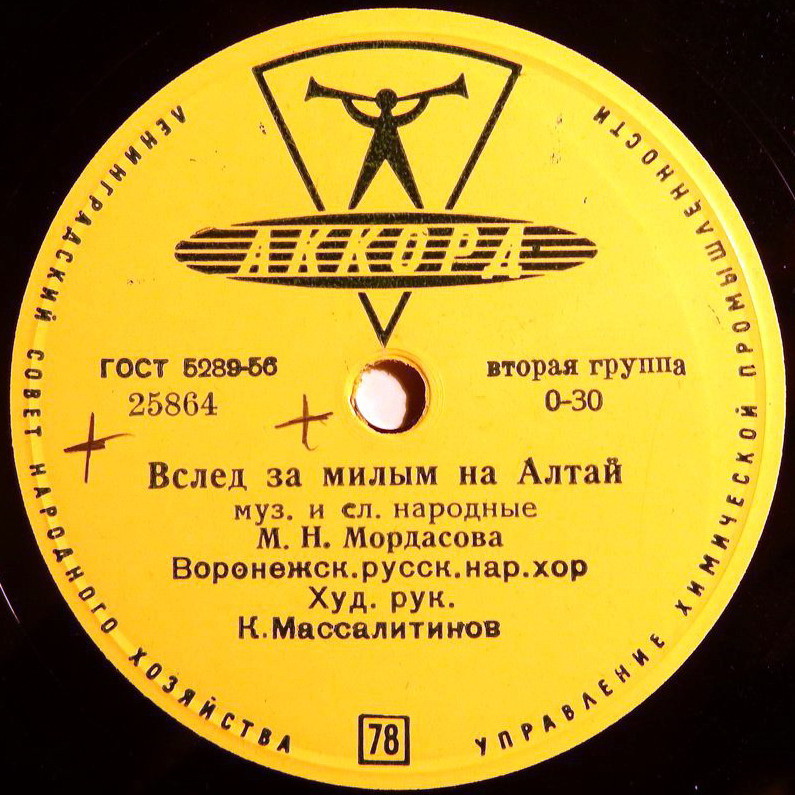 ЛЕНИНГРАДСКИЙ СОВЕТ НАРОДНОГО ХОЗЯЙСТВА
УПРАВЛЕНИЕ ХИМИЧЕСКОЙ ПРОМЫШЛЕННОСТИ
АККОРД
ГОСТ 5289-56
25864
вторая группа
0-30
Вслед за милым на Алтай
муз. и сл. народные
М. Н. Мордасова
Воронежск.русск.нар.хор
Худ. рук.
К.Массалитинов
78